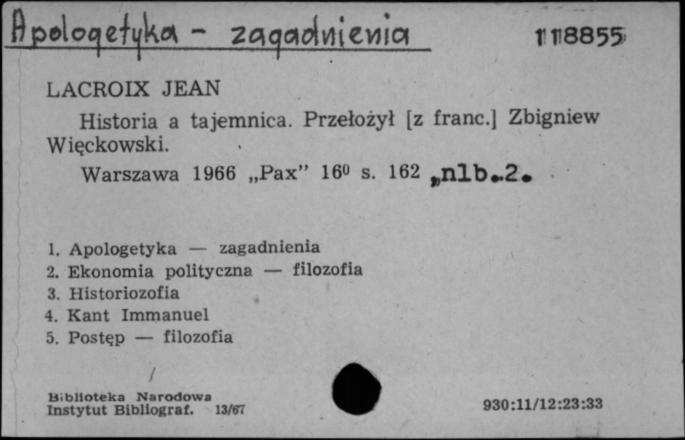 Apologetyka - zagadnienia 118855
LACROIX JEAN
Historia a tajemnica. Przełożył [z franc.] Zbigniew
Więckowski.
Warszawa 1966 „Pax” 16⁰ s. 162 „nlb.2.
1. Apologetyka — zagadnienia
2. Ekonomia polityczna — filozofia
3. Historiozofia
4. Kant Immanuel
5. Postęp — filozofia
Biblioteka Narodowa
Instytut Bibliograf. 13/67
930:11/12:23:33